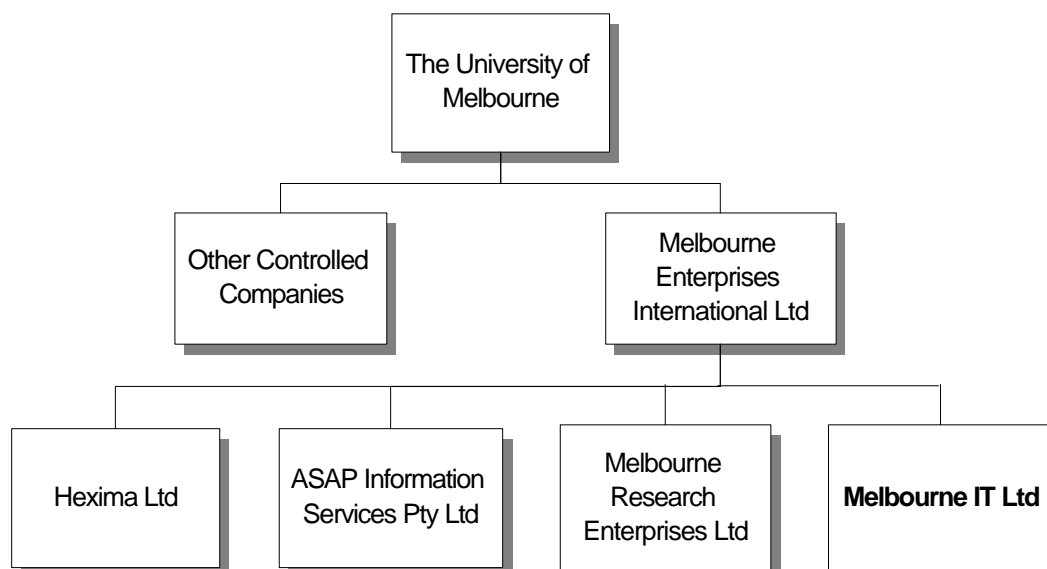 The University of
Melbourne
Other Controlled
Companies
Melbourne
Enterprises
International Ltd
Hexima Ltd
ASAP Information
Services Pty Ltd
Melbourne
Research
Enterprises Ltd
Melbourne IT Ltd